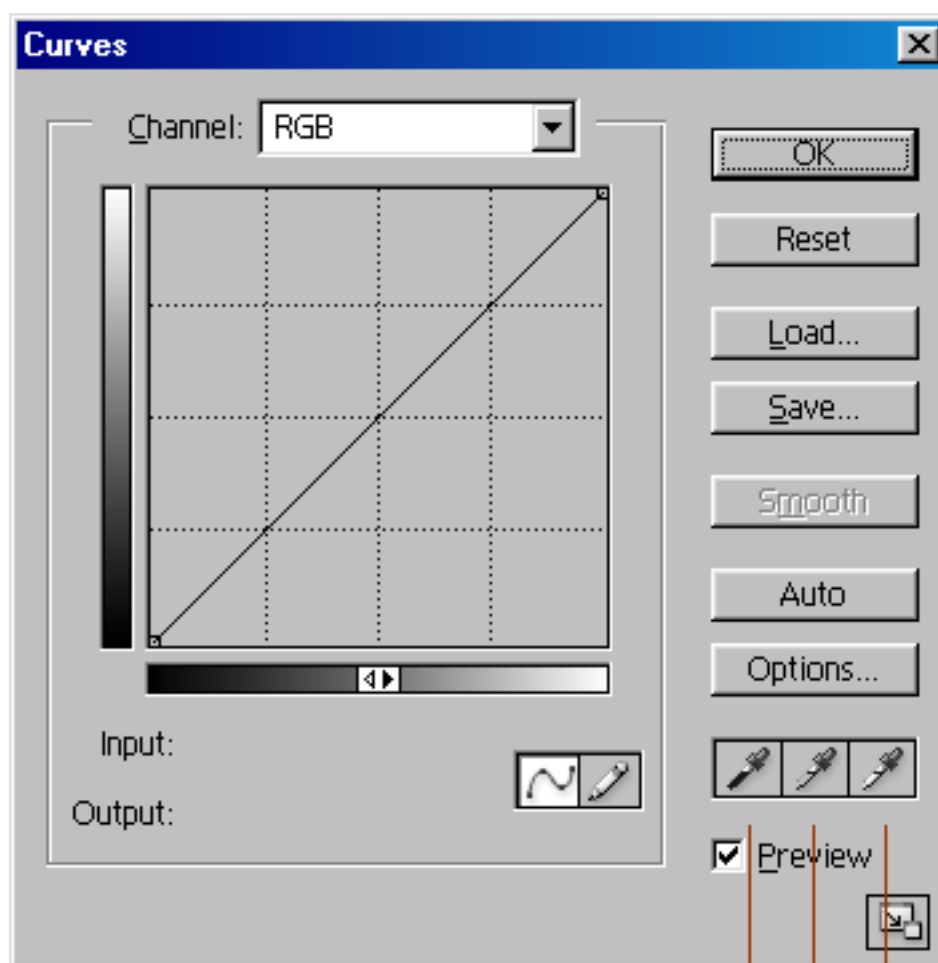 Curves
Channel: RGB
OK
Reset
Load...
Save...
Smooth
Auto
Options...
Input:
Output:
Preview